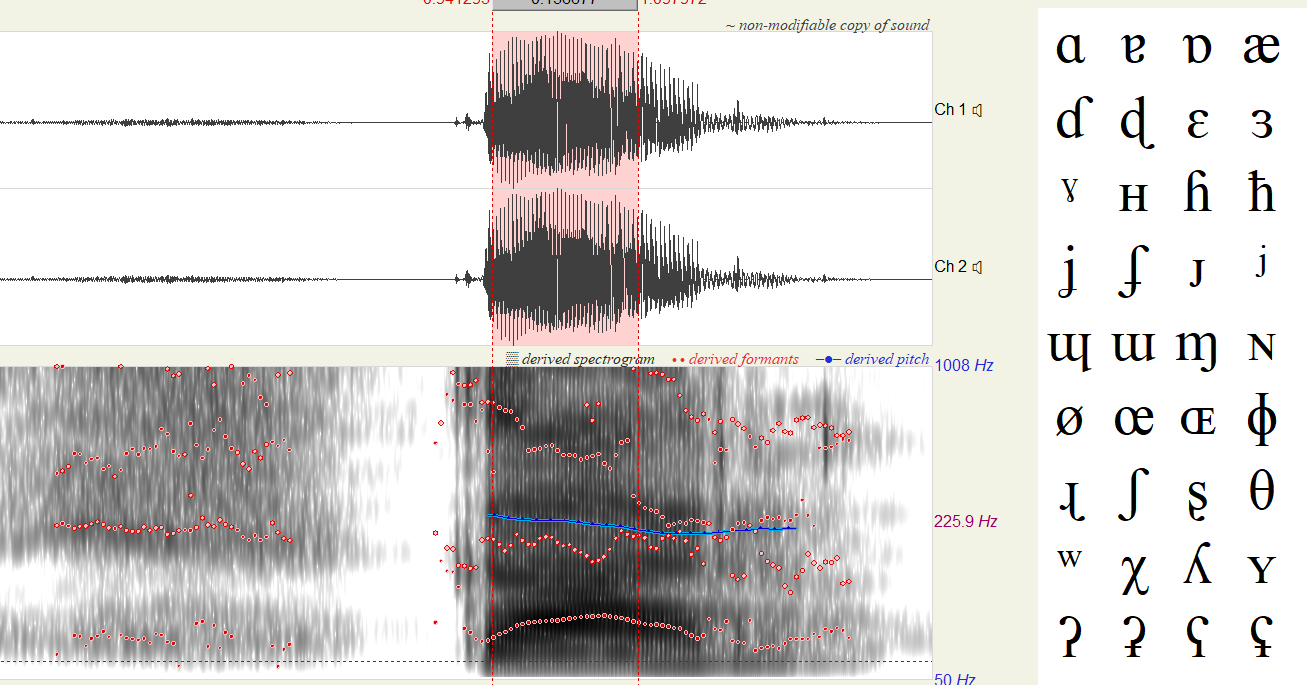 ~ non-modifiable copy of sound
Ch 1
Ch 2
derived spectrogram derived formants derived pitch
1008 Hz
225.9 Hz
50 Hz
ɑ ɐ ɒ æ
ɗ ɖ ɛ ɜ
ˠ ʜ ɦ ħ
ɟ ʄ ᴊ ʲ
ɰ ɯ ɱ ɴ
ø œ ɶ ɸ
ɻ ʃ ʂ θ
ʷ χ ʎ ʏ
ʔ ʡ ʕ ʢ